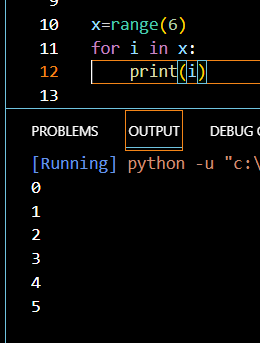 9
10 x=range(6)
11 for i in x:
12     print(i)
13
PROBLEMS OUTPUT DEBUG
[Running] python -u "c:\
0
1
2
3
4
5